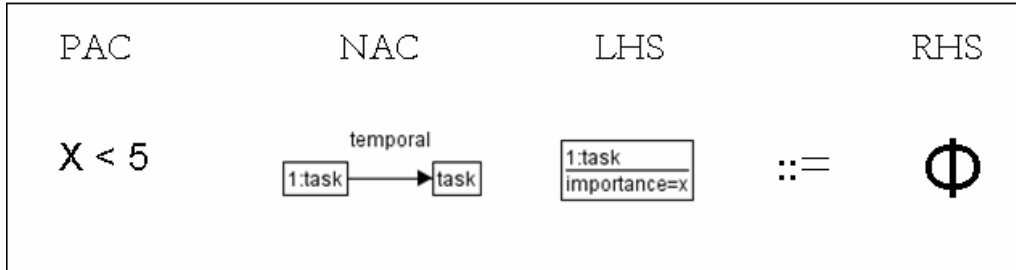 PAC NAC LHS RHS
X < 5
temporal
1:task task
1:task
importance=x
::=
Φ